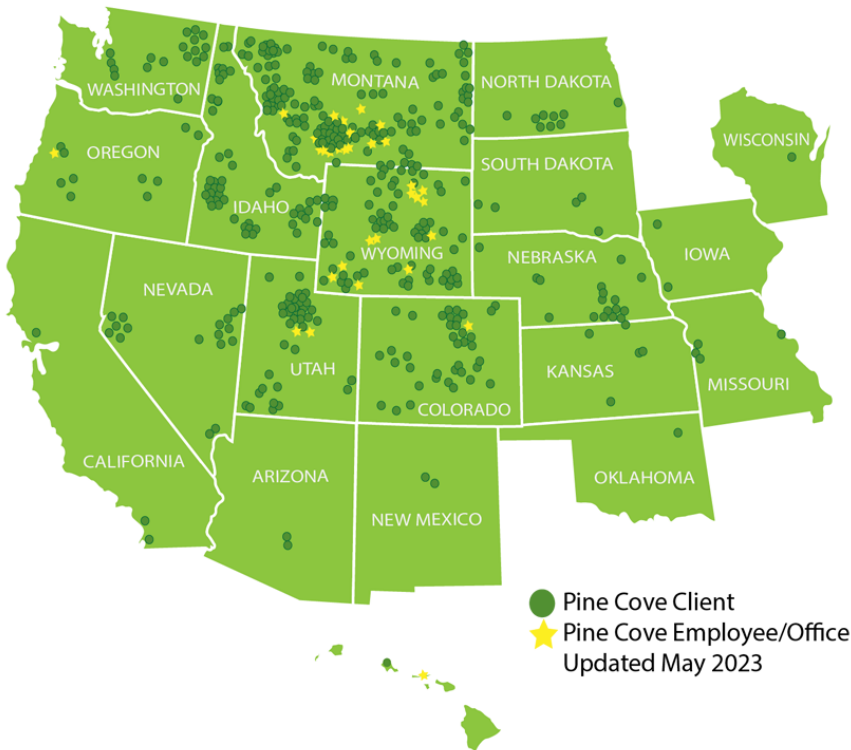 WASHINGTON
MONTANA
NORTH DAKOTA
WISCONSIN
OREGON
SOUTH DAKOTA
IDAHO
WYOMING
NEBRASKA
IOWA
NEVADA
UTAH
COLORADO
KANSAS
MISSOURI
CALIFORNIA
ARIZONA
NEW MEXICO
OKLAHOMA
Pine Cove Client
Pine Cove Employee/Office
Updated May 2023